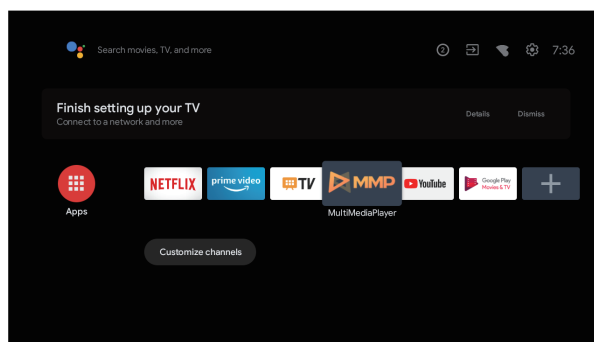 Search movies, TV, and more
2
7:36
Finish setting up your TV
Connect to a network and more
Details
Dismiss
NETFLIX
prime video
TV
MMP
YouTube
Google Play
Movies & TV
Apps
MultiMediaPlayer
Customize channels